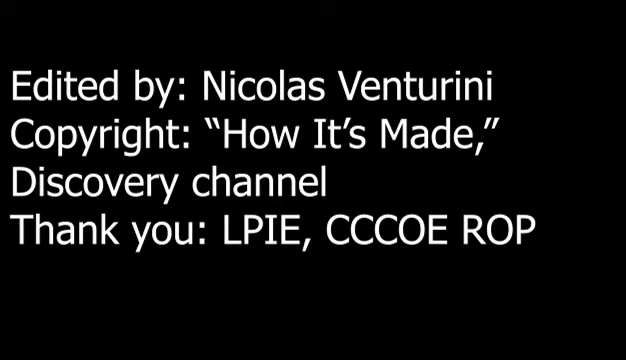 Edited by: Nicolas Venturini
Copyright: “How It’s Made,”
Discovery channel
Thank you: LPIE, CCCOE ROP